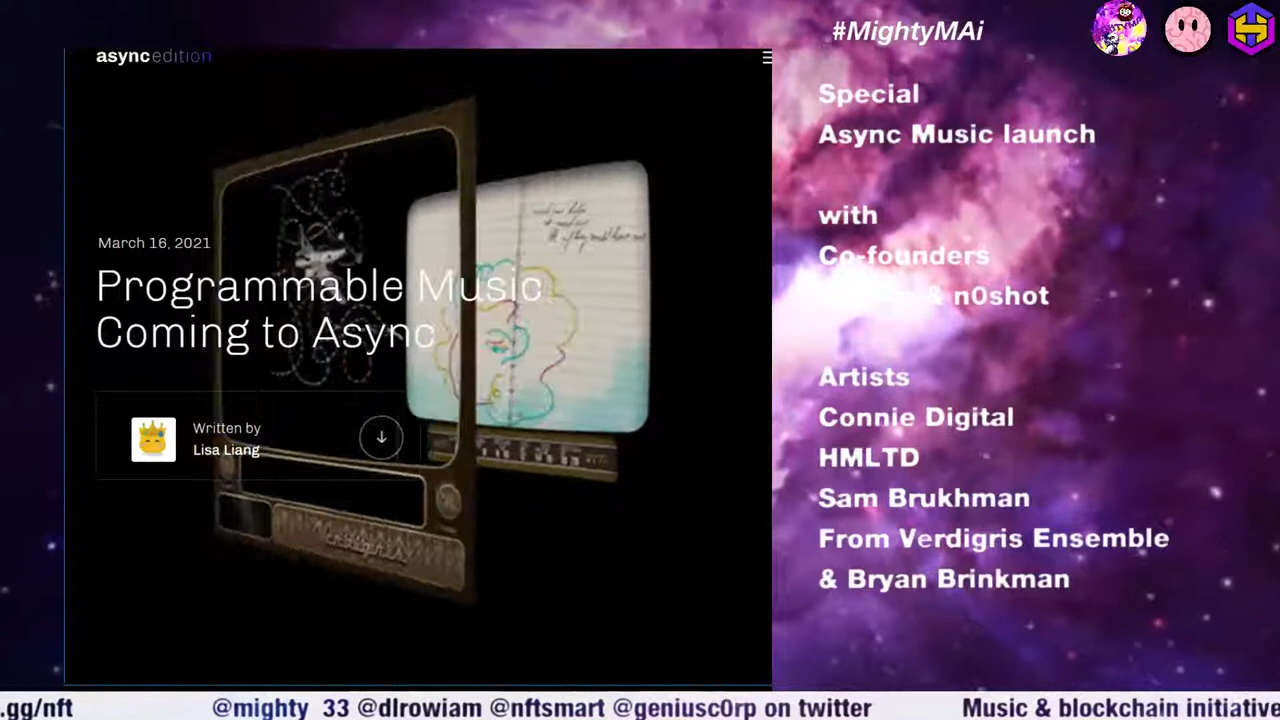 #MightyMAi
asyncedition
March 16, 2021
Programmable Music
Coming to Async
Written by
Lisa Liang
Special
Async Music launch
with
Co-founders
& n0shot
Artists
Connie Digital
HMLTD
Sam Brukhman
From Verdigris Ensemble
& Bryan Brinkman
.gg/nft @mighty_33 @dlrowiam @nftsmart @geniusc0rp on twitter Music & blockchain initiative